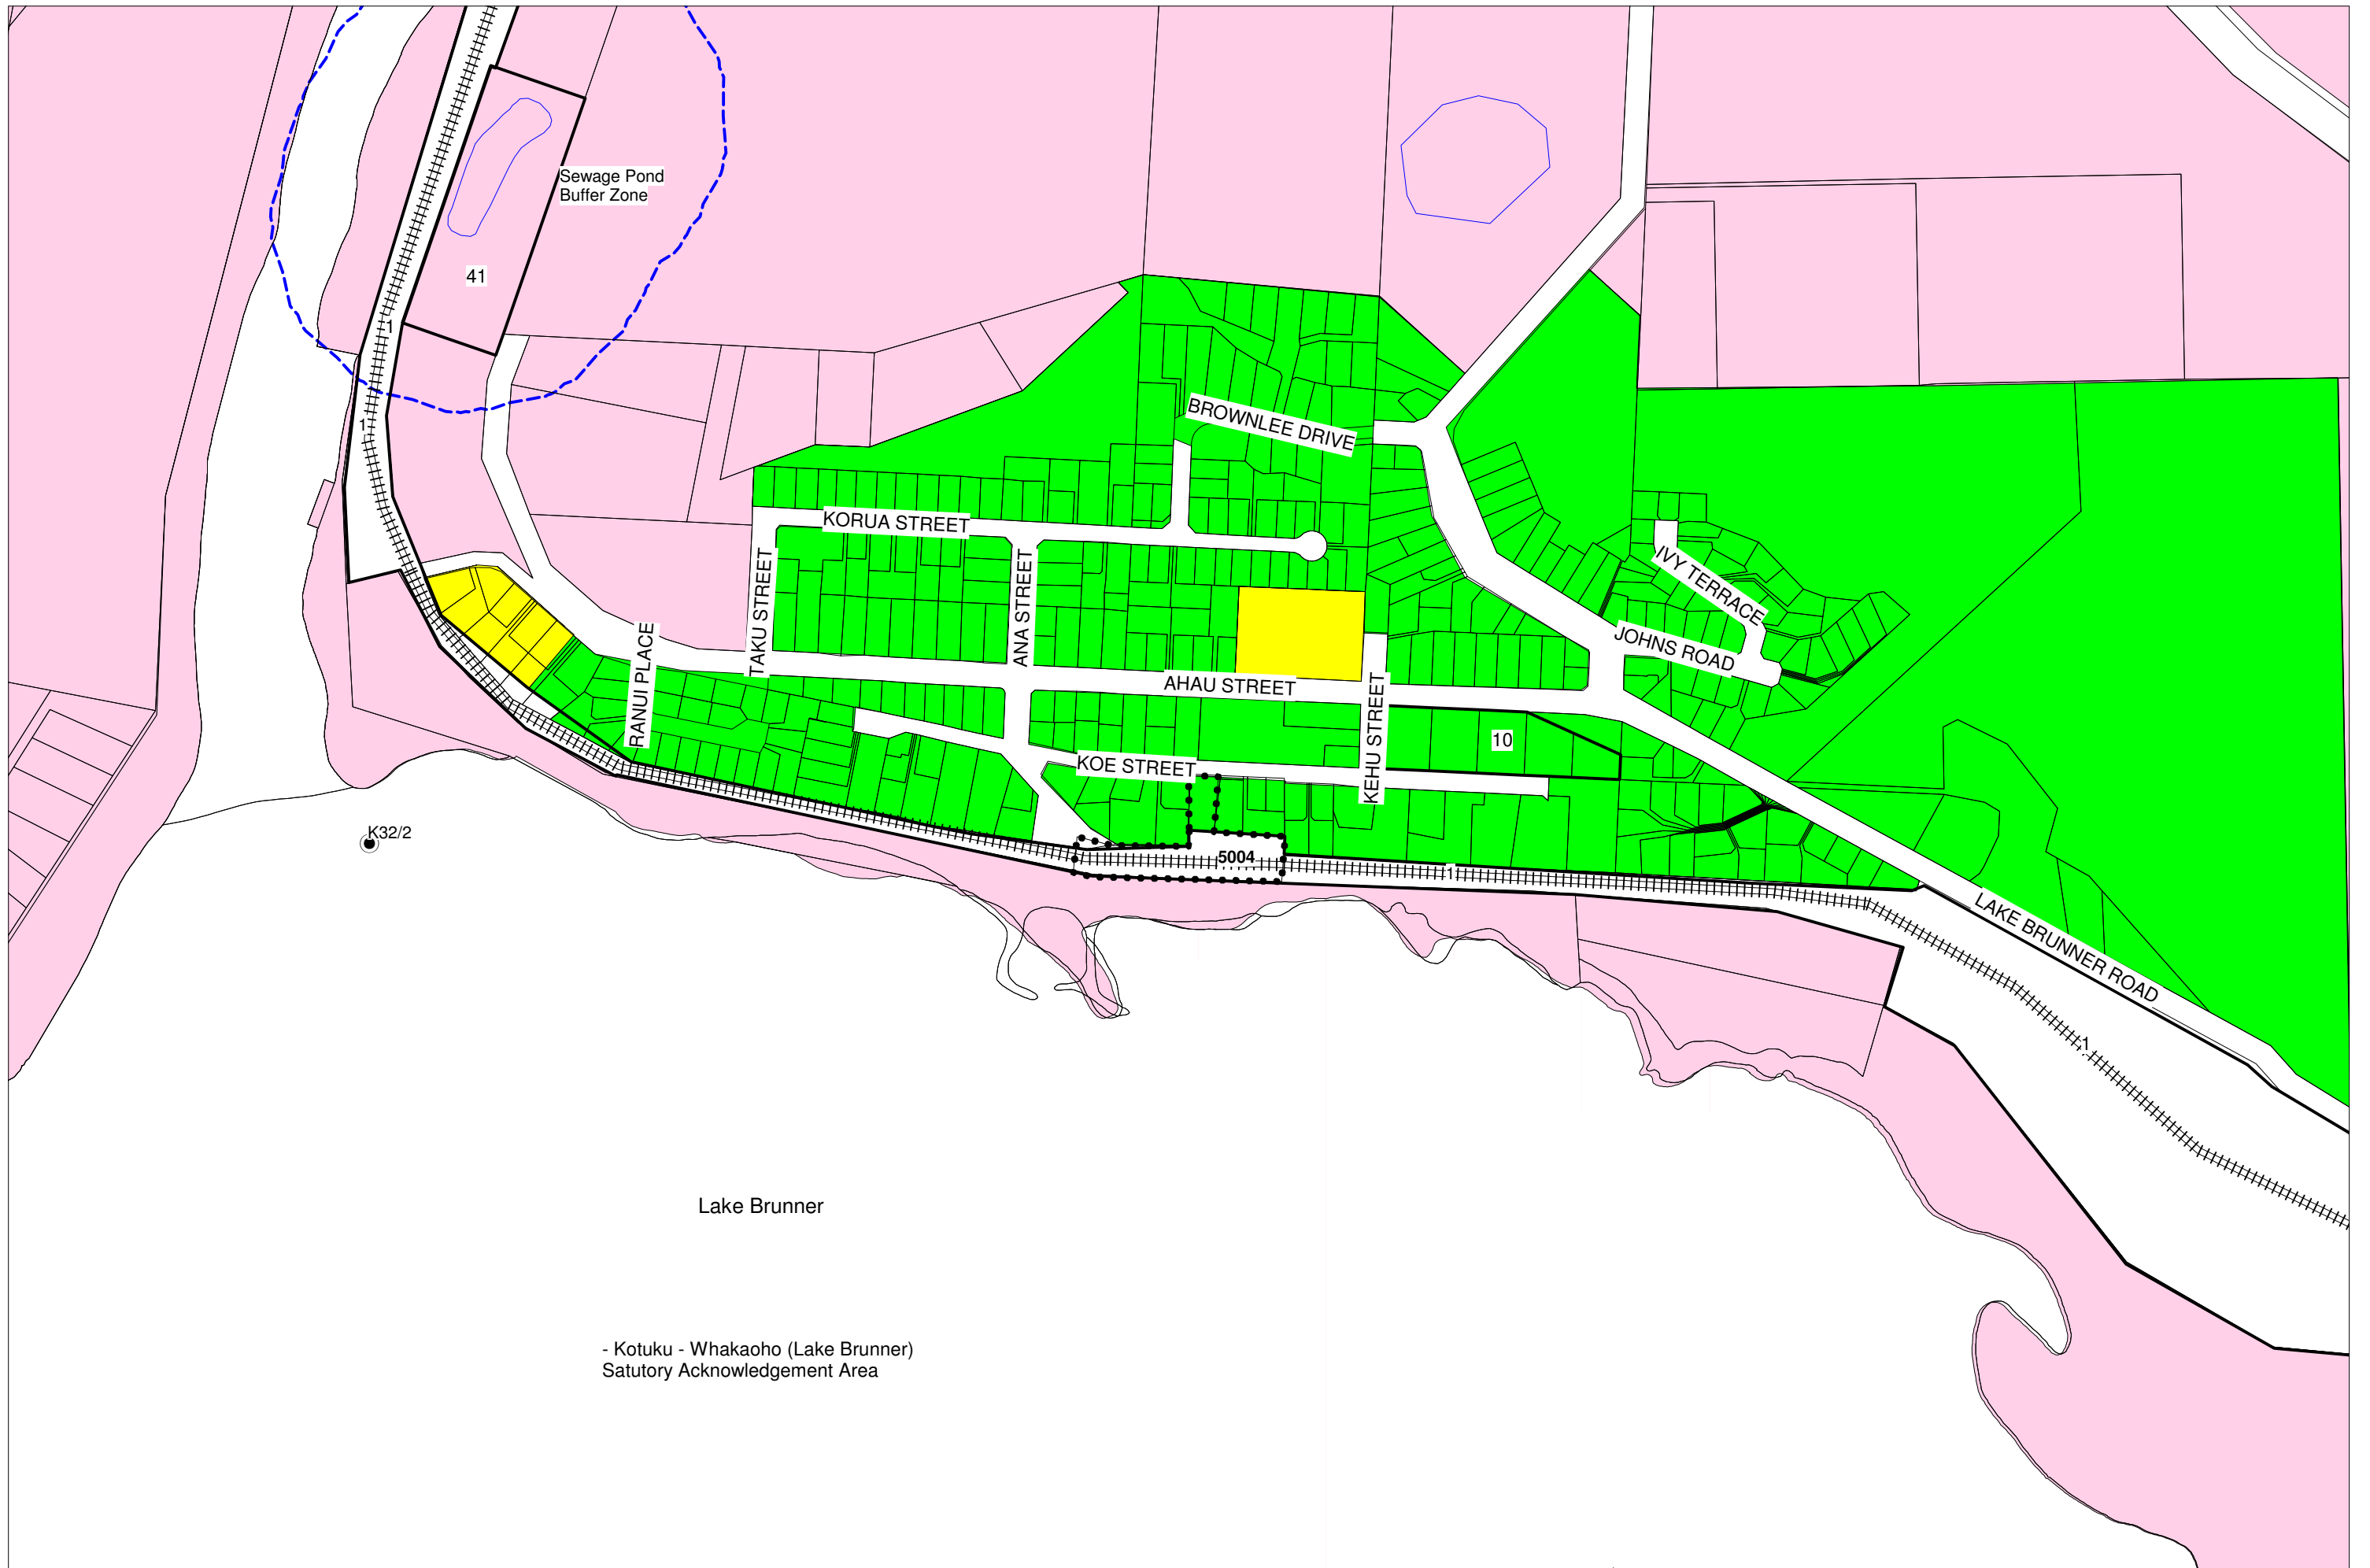 Sewage Pond
Buffer Zone
41
1
1
BROWNLEE DRIVE
KORUA STREET
TAKU STREET
ANA STREET
IVY TERRACE
JOHNS ROAD
RANUI PLACE
AHAU STREET
KEHU STREET
10
KOE STREET
K32/2
5004
1
LAKE BRUNNER ROAD
1
Lake Brunner
- Kotuku - Whakaoho (Lake Brunner)
Satutory Acknowledgement Area